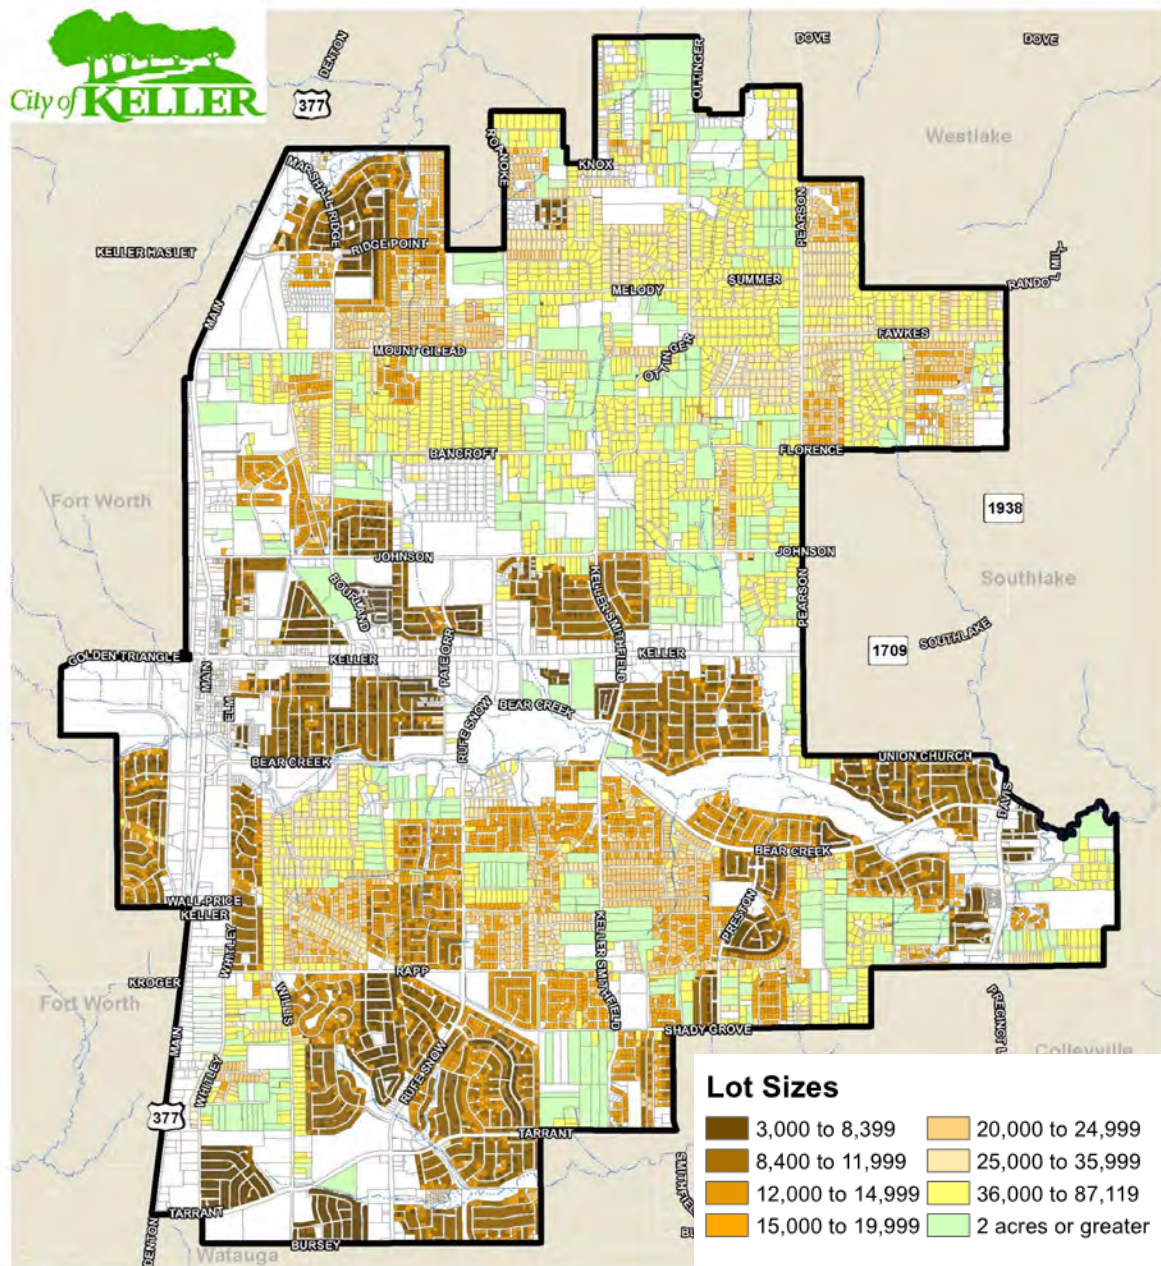 City of KELLER
DENTON
377
DOVE
DOVE
OTTINGER
Westlake
ROANOKE
KNOX
MARSHALL RIDGE
PEARSON
KELLER HASLET
RIDGE POINT
MELODY
SUMMER
RANDOL MILL
MAIN
FAWKES
MOUNT GILEAD
OTTINGER
BANCROFT
FLORENCE
Fort Worth
1938
JOHNSON
JOHNSON
BOURLAND
KELLER SMITHFIELD
PEARSON
Southlake
SOUTHLAKE
1709
GOLDEN TRIANGLE
KELLER
PATE ORR
KELLER
MAIN
ELM
RUFE SNOW
BEAR CREEK
BEAR CREEK
UNION CHURCH
DAVIS
BEAR CREEK
WALL-PRICE
KELLER
WHITLEY
PRESTON
KELLER SMITHFIELD
RAPP
KROGER
WILLIS
Fort Worth
SHADY GROVE
MAIN
WHITLEY
RUFE SNOW
Colleyville
377
TARRANT
TARRANT
DENTON
BURSEY
Watauga
Lot Sizes
3,000 to 8,399
20,000 to 24,999
8,400 to 11,999
25,000 to 35,999
12,000 to 14,999
36,000 to 87,119
15,000 to 19,999
2 acres or greater